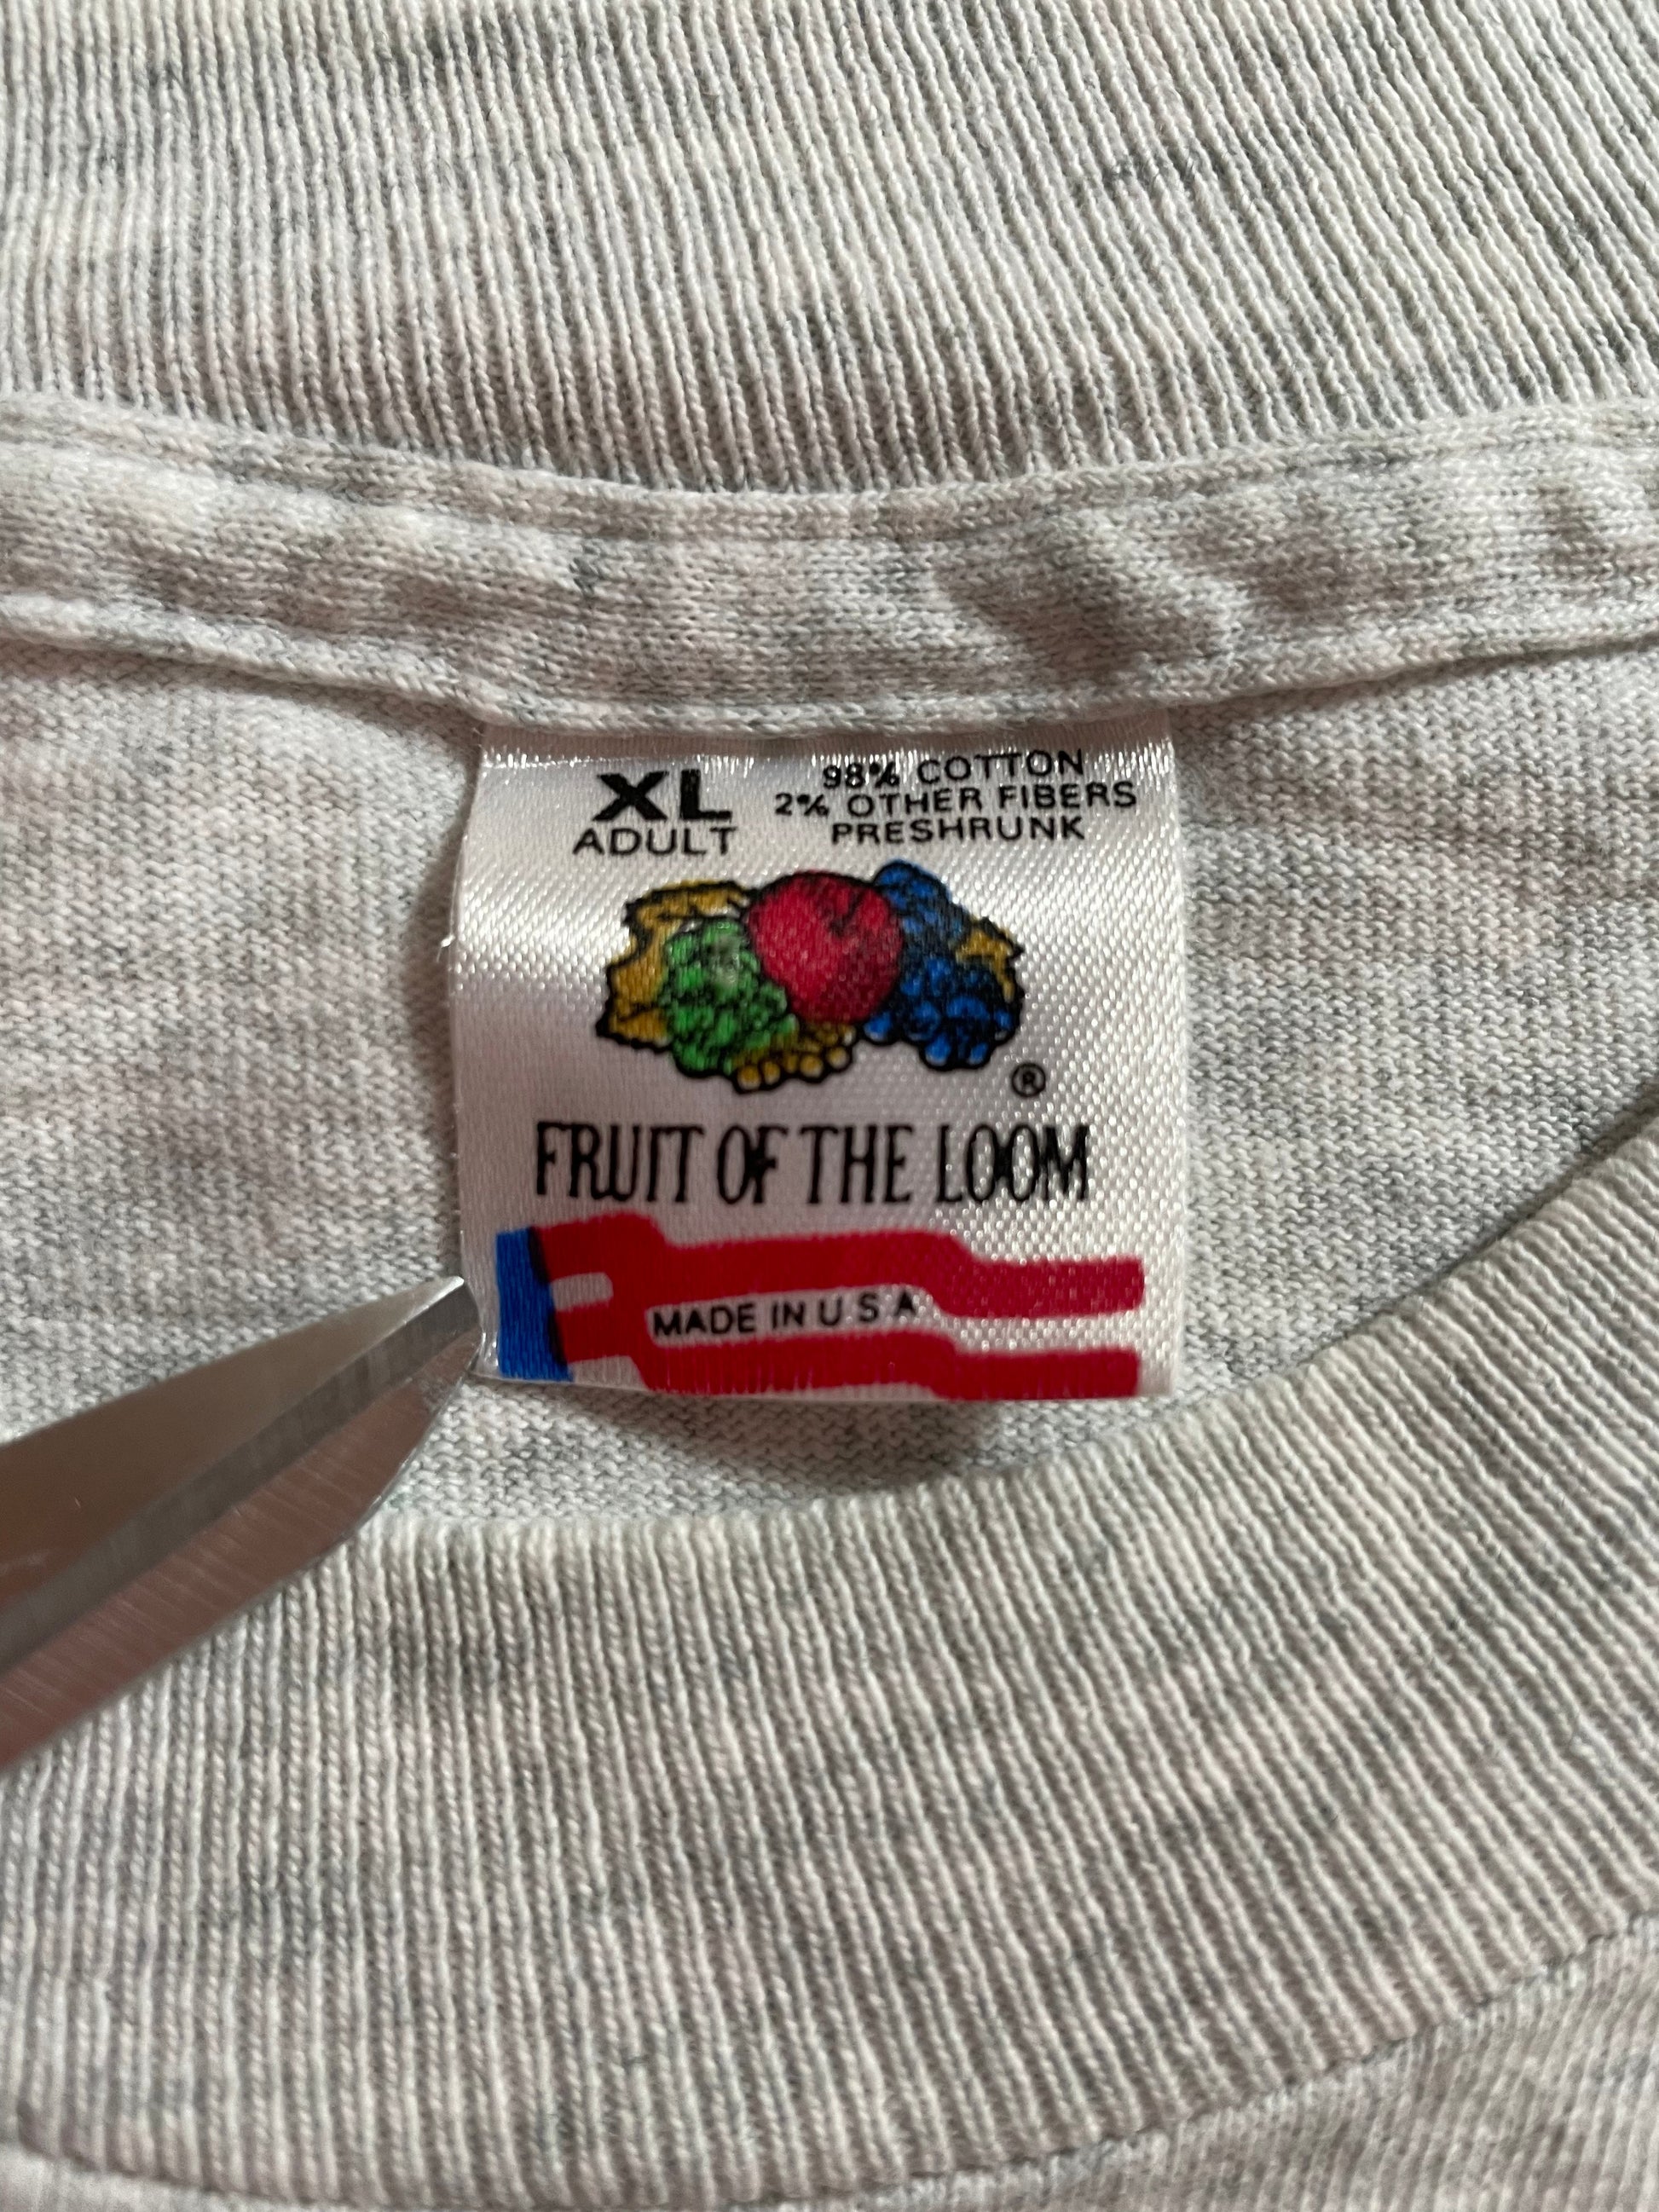 XL
ADULT
98% COTTON
2% OTHER FIBERS
PRESHRUNK
®
FRUIT OF THE LOOM
MADE IN U S A